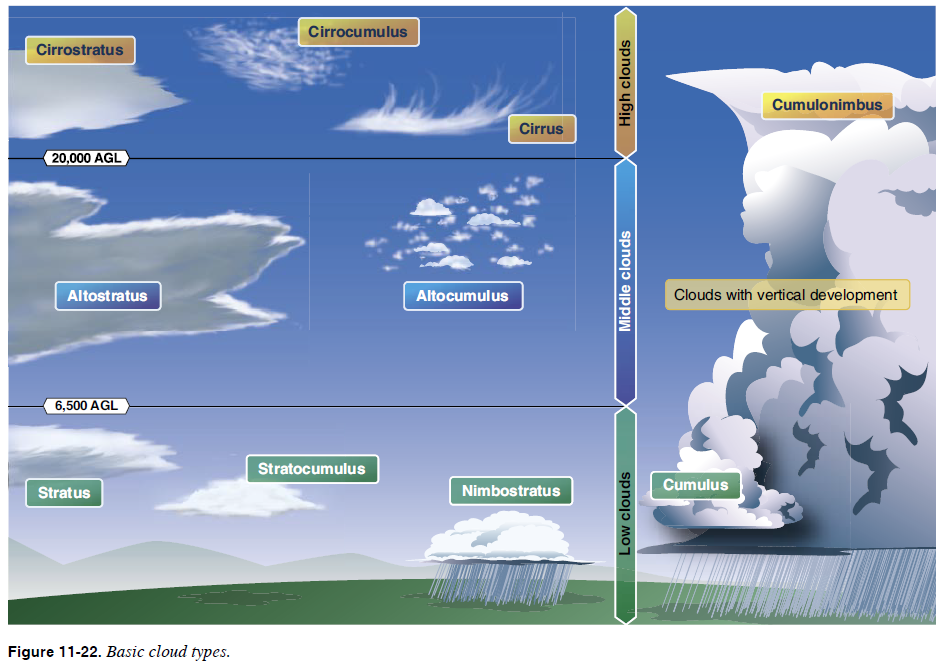 Cirrostratus
Cirrocumulus
Cirrus
High clouds
Cumulonimbus
20,000 AGL
Altostratus
Altocumulus
Middle clouds
Clouds with vertical development
6,500 AGL
Stratus
Stratocumulus
Nimbostratus
Low clouds
Cumulus
Figure 11-22. Basic cloud types.